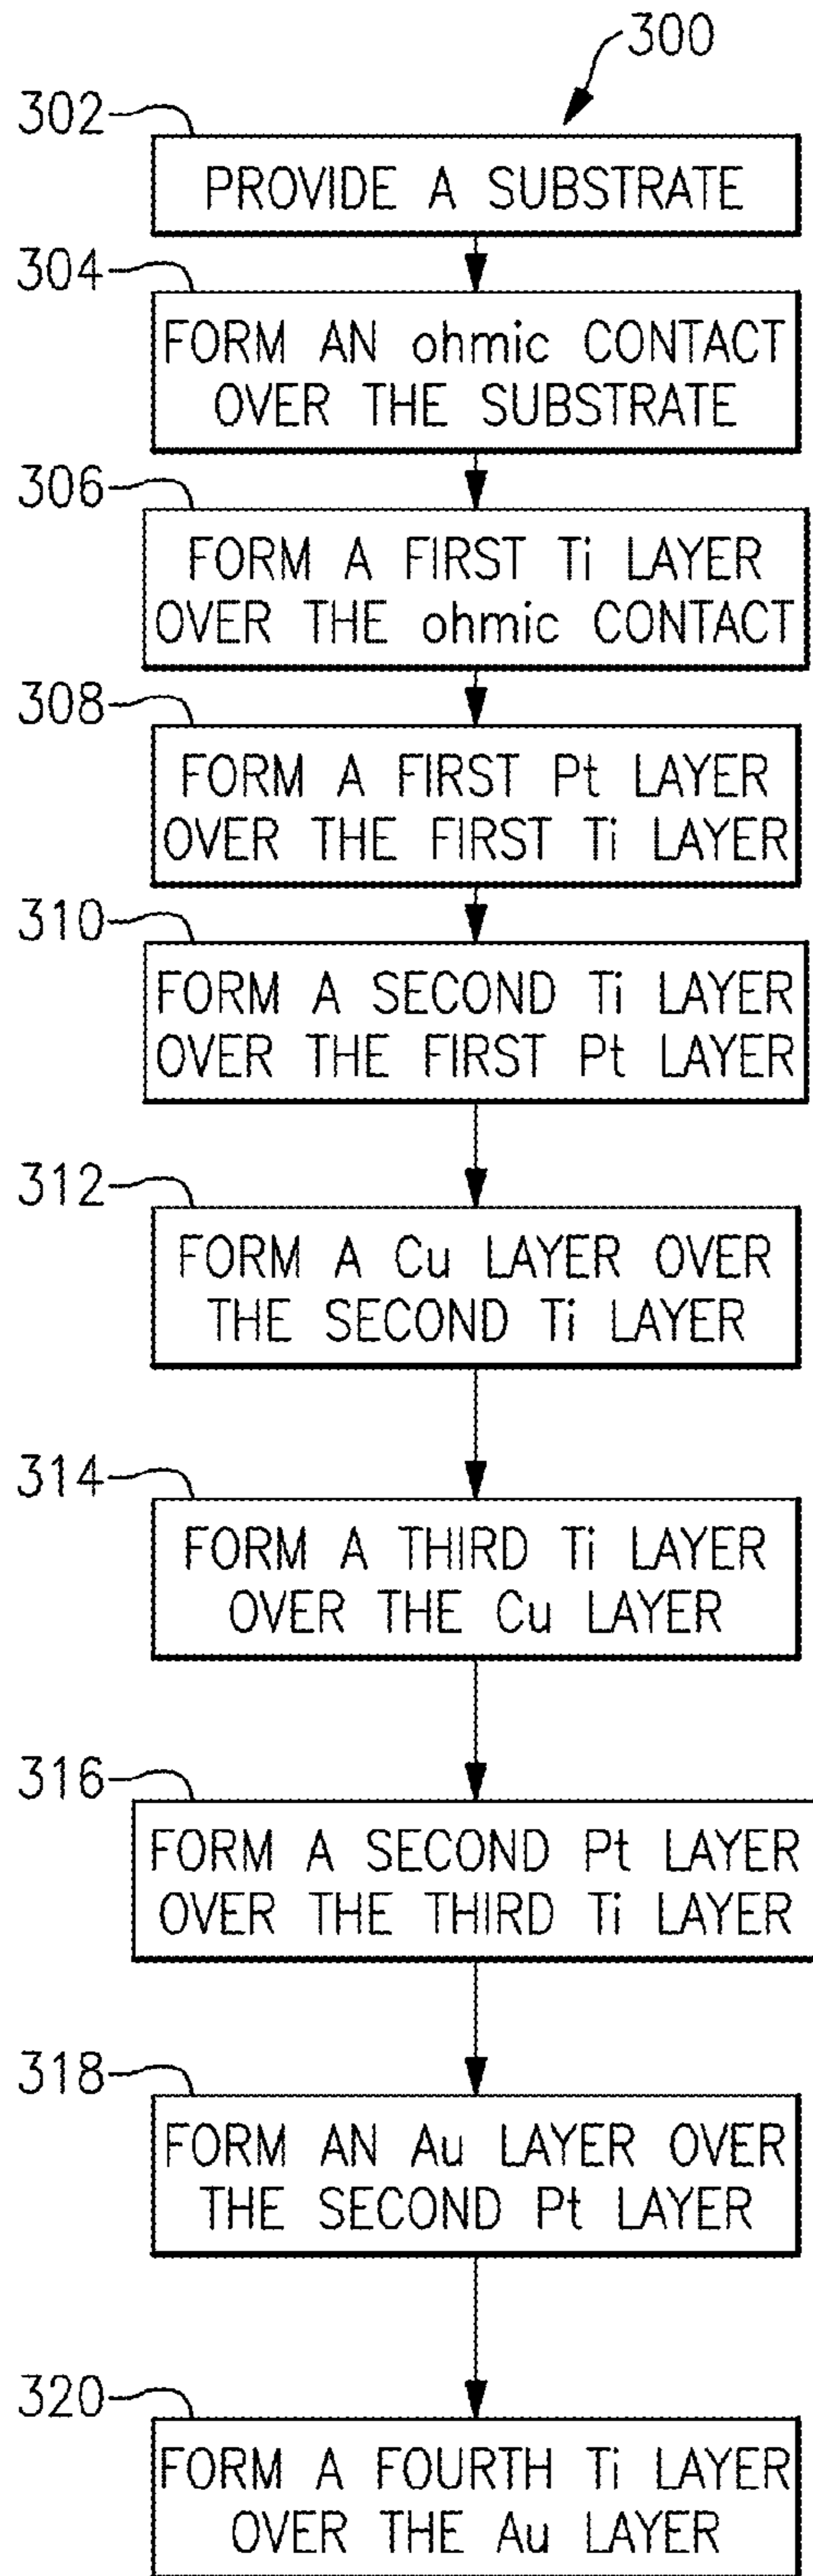 300
302
PROVIDE A SUBSTRATE
304
FORM AN ohmic CONTACT
OVER THE SUBSTRATE
306
FORM A FIRST Ti LAYER
OVER THE ohmic CONTACT
308
FORM A FIRST Pt LAYER
OVER THE FIRST Ti LAYER
310
FORM A SECOND Ti LAYER
OVER THE FIRST Pt LAYER
312
FORM A Cu LAYER OVER
THE SECOND Ti LAYER
314
FORM A THIRD Ti LAYER
OVER THE Cu LAYER
316
FORM A SECOND Pt LAYER
OVER THE THIRD Ti LAYER
318
FORM AN Au LAYER OVER
THE SECOND Pt LAYER
320
FORM A FOURTH Ti LAYER
OVER THE Au LAYER